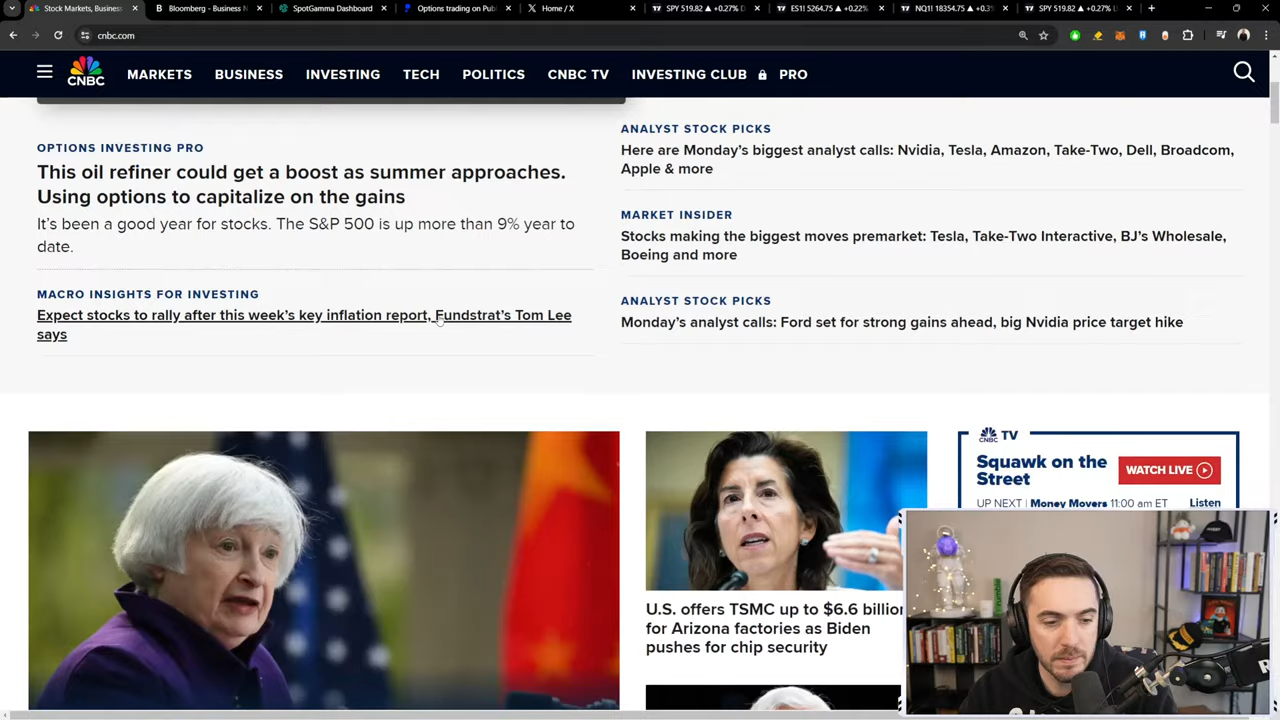 Stock Markets, Busines
Bloomberg - Business N
SpotGamma Dashboard
Options trading on Pub
Home / X
SPY 519.82 ▲ +0.27%
ES1! 5264.75 ▲ +0.22%
NQ1! 18354.75 ▲ +0.3%
SPY 519.82 ▲ +0.27%
cnbc.com
CNBC
MARKETS
BUSINESS
INVESTING
TECH
POLITICS
CNBC TV
INVESTING CLUB
PRO
OPTIONS INVESTING PRO
This oil refiner could get a boost as summer approaches.
Using options to capitalize on the gains
It’s been a good year for stocks. The S&P 500 is up more than 9% year to
date.
MACRO INSIGHTS FOR INVESTING
Expect stocks to rally after this week’s key inflation report, Fundstrat’s Tom Lee
says
ANALYST STOCK PICKS
Here are Monday’s biggest analyst calls: Nvidia, Tesla, Amazon, Take-Two, Dell, Broadcom,
Apple & more
MARKET INSIDER
Stocks making the biggest moves premarket: Tesla, Take-Two Interactive, BJ’s Wholesale,
Boeing and more
ANALYST STOCK PICKS
Monday’s analyst calls: Ford set for strong gains ahead, big Nvidia price target hike
U.S. offers TSMC up to $6.6 billion
for Arizona factories as Biden
pushes for chip security
CNBC TV
Squawk on the
Street
WATCH LIVE
UP NEXT | Money Movers 11:00 am ET
Listen